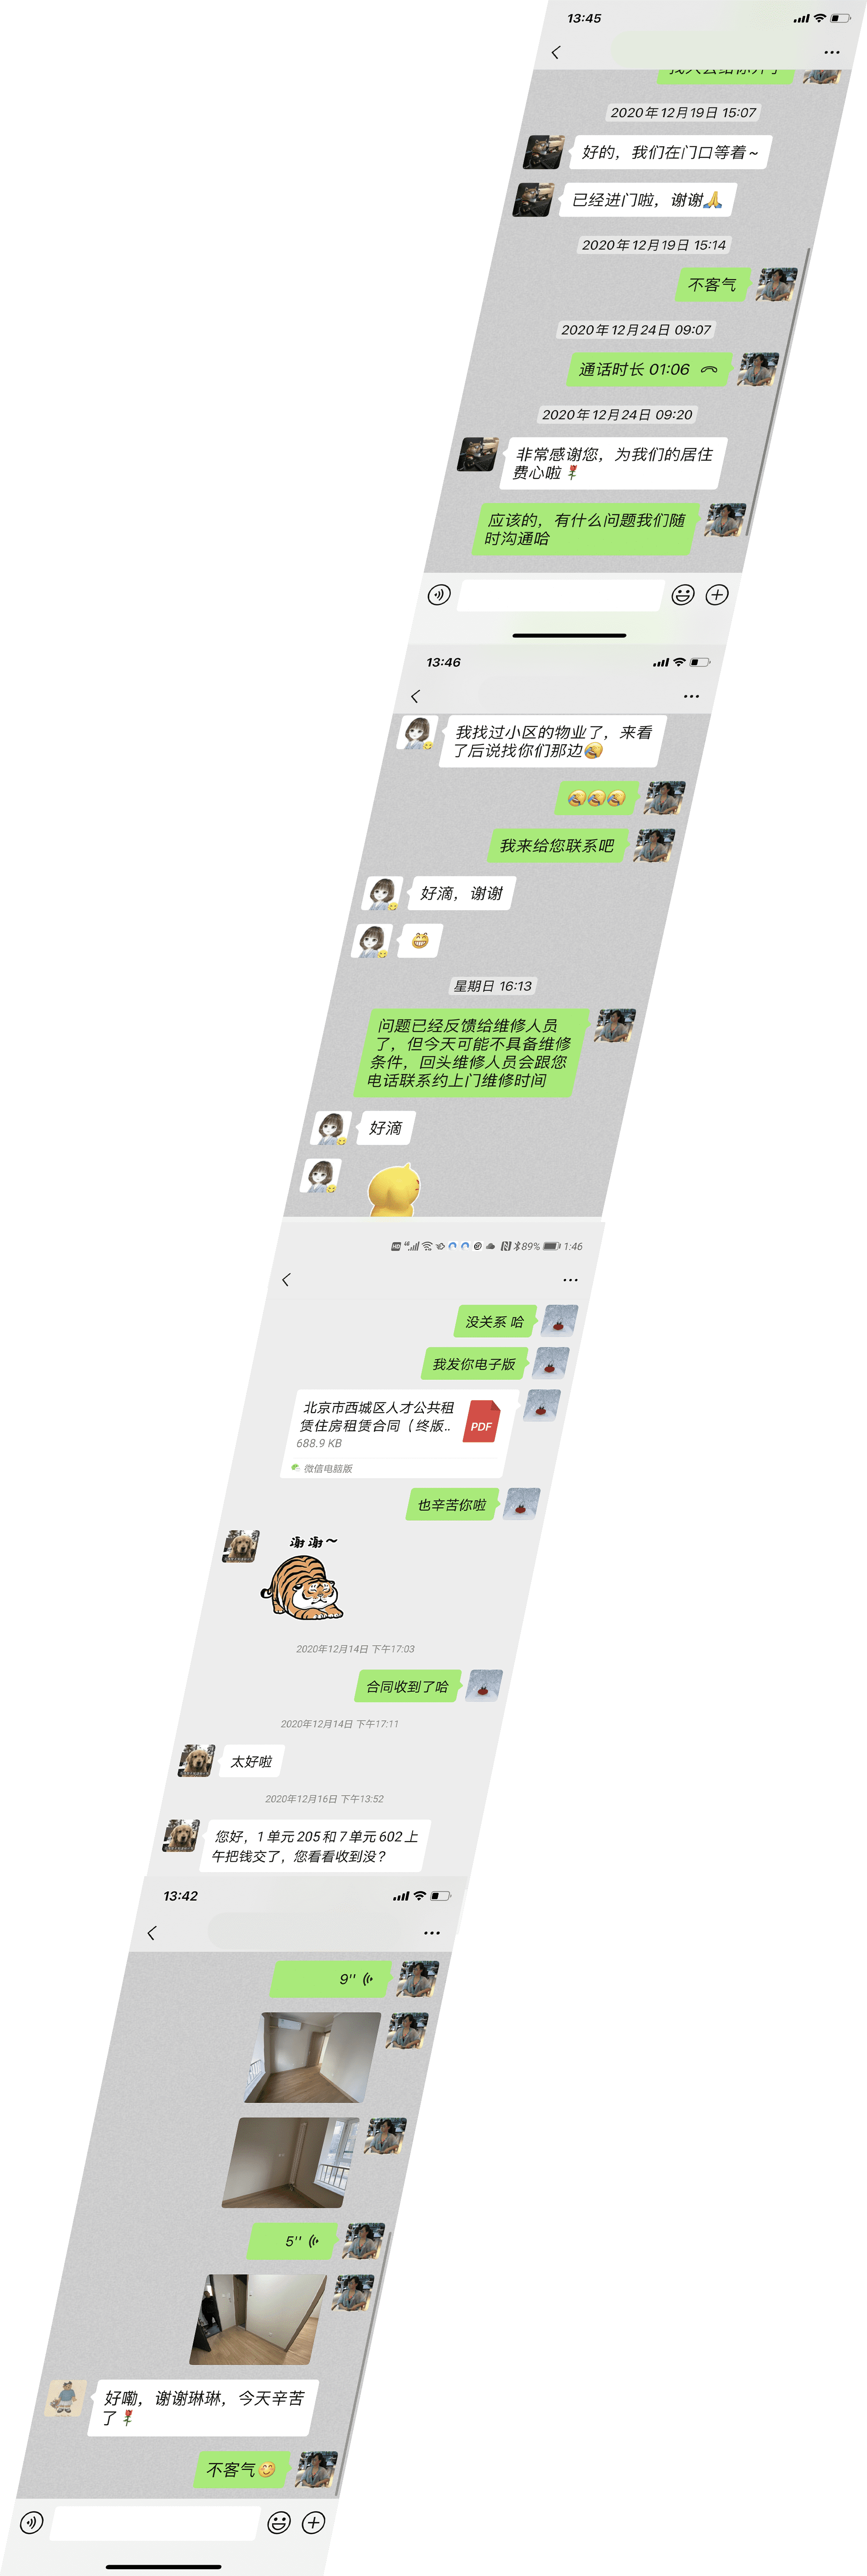 13:45
2020年12月19日 15:07
好的，我们在门口等着~
已经进门啦，谢谢🙏
2020年12月19日 15:14
不客气
2020年12月24日 09:07
通话时长 01:06
2020年12月24日 09:20
非常感谢您，为我们的居住
费心啦🌹
应该的，有什么问题我们随
时沟通哈
13:46
我找过小区的物业了，来看
了后说找你们那边🤣
🤣🤣🤣
我来给您联系吧
好滴，谢谢
😁
星期日 16:13
问题已经反馈给维修人员
了，但今天可能不具备维修
条件，回头维修人员会跟您
电话联系约上门维修时间
好滴
89% 1:46
没关系 哈
我发你电子版
北京市西城区人才公共租
赁住房租赁合同（终版..
PDF
688.9 KB
微信电脑版
也辛苦你啦
谢谢～
2020年12月14日 下午17:03
合同收到了哈
2020年12月14日 下午17:11
太好啦
2020年12月16日 下午13:52
您好，1单元205和7单元602上
午把钱交了，您看看收到没？
13:42
9''
5''
好嘞，谢谢琳琳，今天辛苦
了🌹
不客气😊